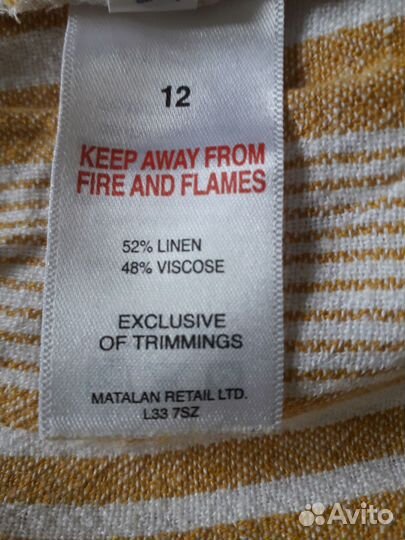 12
KEEP AWAY FROM
FIRE AND FLAMES
52% LINEN
48% VISCOSE
EXCLUSIVE
OF TRIMMINGS
MATALAN RETAIL LTD.
L33 7SZ
Avito